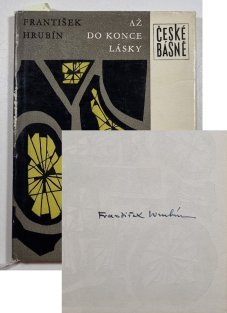 FRANTIŠEK
HRUBÍN
AŽ
DO KONCE
LÁSKY
ČESKÉ
BÁSNĚ
František Hrubín